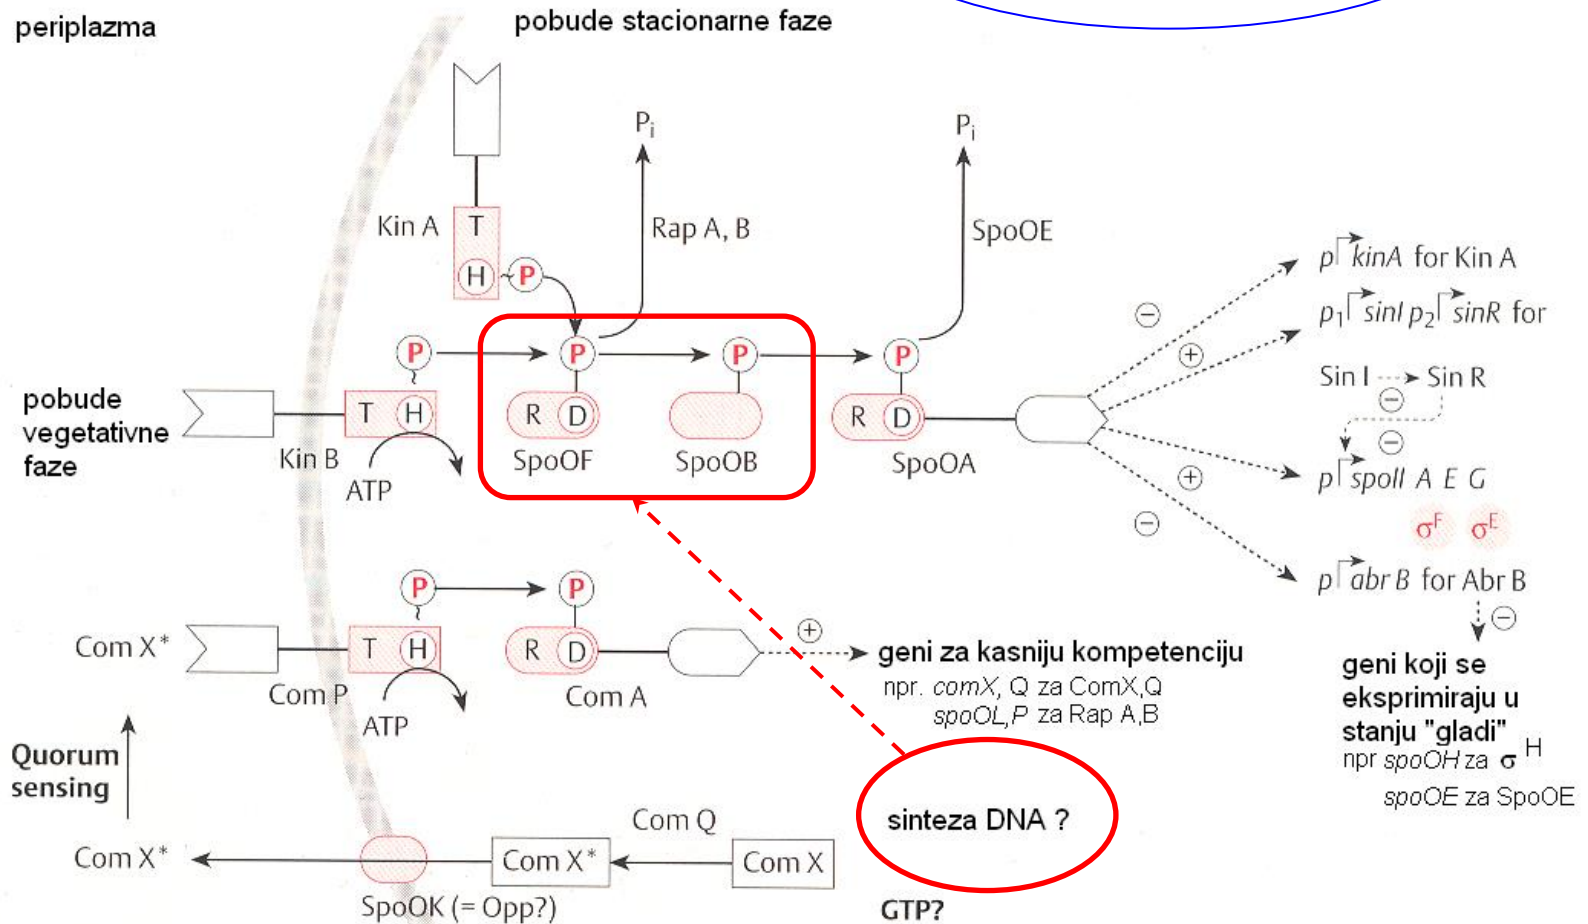 periplazma
pobude stacionarne faze
P i
P i
Kin A
T
H
~
P
Rap A, B
SpoOE
p kinA for Kin A
p1 sinI p2 sinR for
−
+
P
P
P
P
~
Sin I
Sin R
−
−
pobude
vegetativne
faze
T
H
R
D
R
D
Kin B
ATP
SpoOF
SpoOB
SpoOA
p spoII A E G
+
−
σF
σE
p abr B for Abr B
−
P
P
~
Com X*
T
H
R
D
+
geni za kasniju kompetenciju
npr. comX, Q za ComX,Q
spoOL,P za Rap A,B
Com P
ATP
Com A
geni koji se
eksprimiraju u
stanju "gladi"
npr spoOH za σ H
spoOE za SpoOE
Quorum
sensing
sinteza DNA ?
Com X*
Com X*
Com Q
Com X
SpoOK (= Opp?)
GTP?